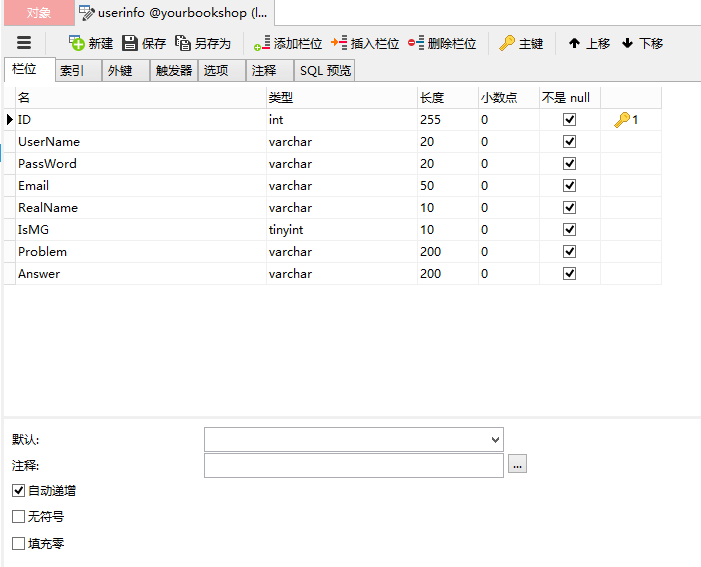 对象 userinfo @yourbookshop (l...
新建 保存 另存为 添加栏位 插入栏位 删除栏位 主键 上移 下移
栏位 索引 外键 触发器 选项 注释 SQL 预览
名 类型 长度 小数点 不是 null
ID int 255 0 1
UserName varchar 20 0
PassWord varchar 20 0
Email varchar 50 0
RealName varchar 10 0
IsMG tinyint 10 0
Problem varchar 200 0
Answer varchar 200 0
默认:
注释: ...
自动递增
无符号
填充零